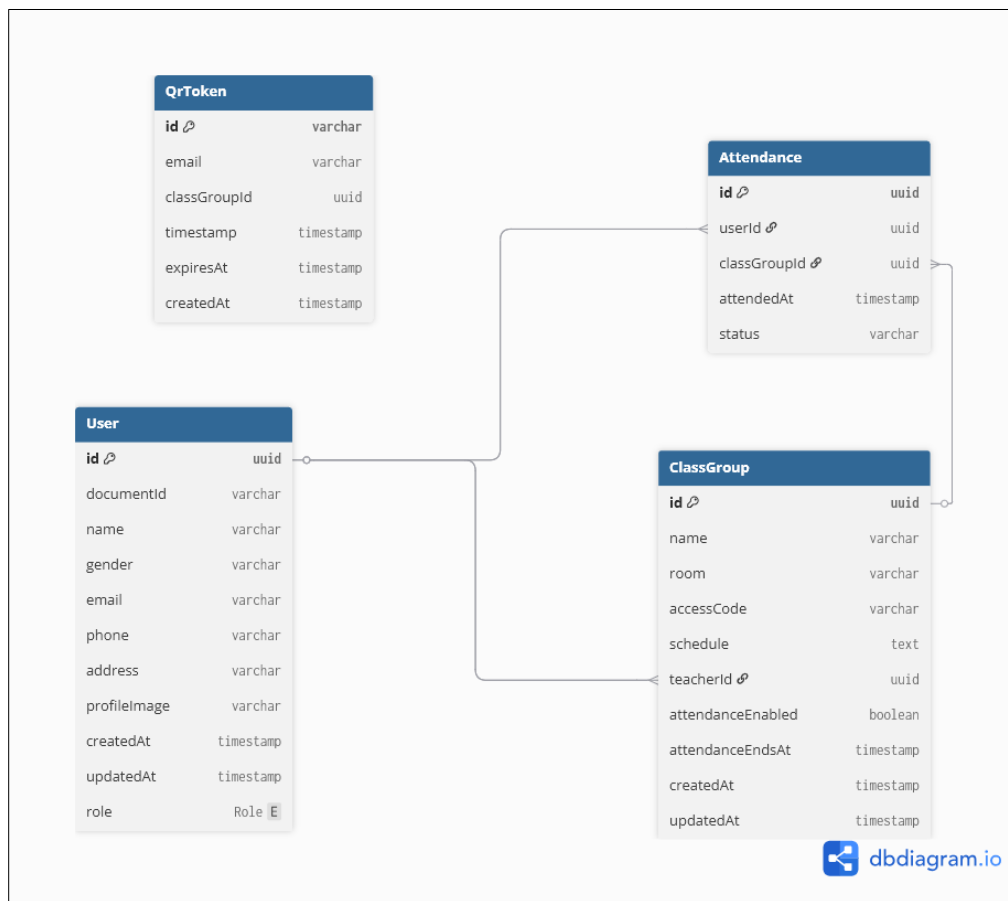 QrToken
id varchar
email varchar
classGroupId uuid
timestamp timestamp
expiresAt timestamp
createdAt timestamp
Attendance
id uuid
userId uuid
classGroupId uuid
attendedAt timestamp
status varchar
User
id uuid
documentId varchar
name varchar
gender varchar
email varchar
phone varchar
address varchar
profileImage varchar
createdAt timestamp
updatedAt timestamp
role Role E
ClassGroup
id uuid
name varchar
room varchar
accessCode varchar
schedule text
teacherId uuid
attendanceEnabled boolean
attendanceEndsAt timestamp
createdAt timestamp
updatedAt timestamp
dbdiagram.io